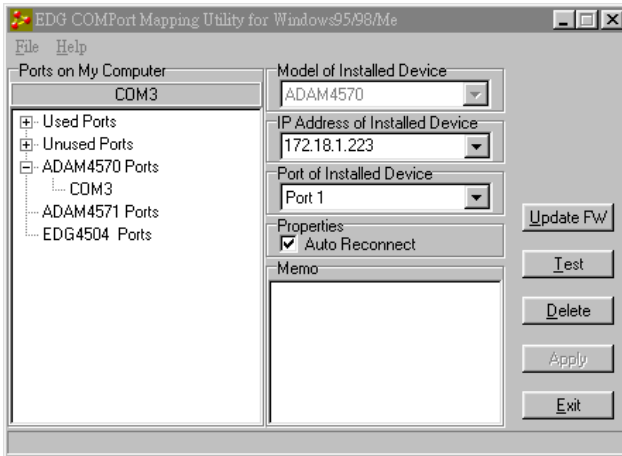 EDG COMPort Mapping Utility for Windows95/98/Me
File Help
Ports on My Computer
COM3
Used Ports
Unused Ports
ADAM4570 Ports
COM3
ADAM4571 Ports
EDG4504 Ports
Model of Installed Device
ADAM4570
IP Address of Installed Device
172.18.1.223
Port of Installed Device
Port 1
Properties
Auto Reconnect
Memo
Update FW
Test
Delete
Apply
Exit